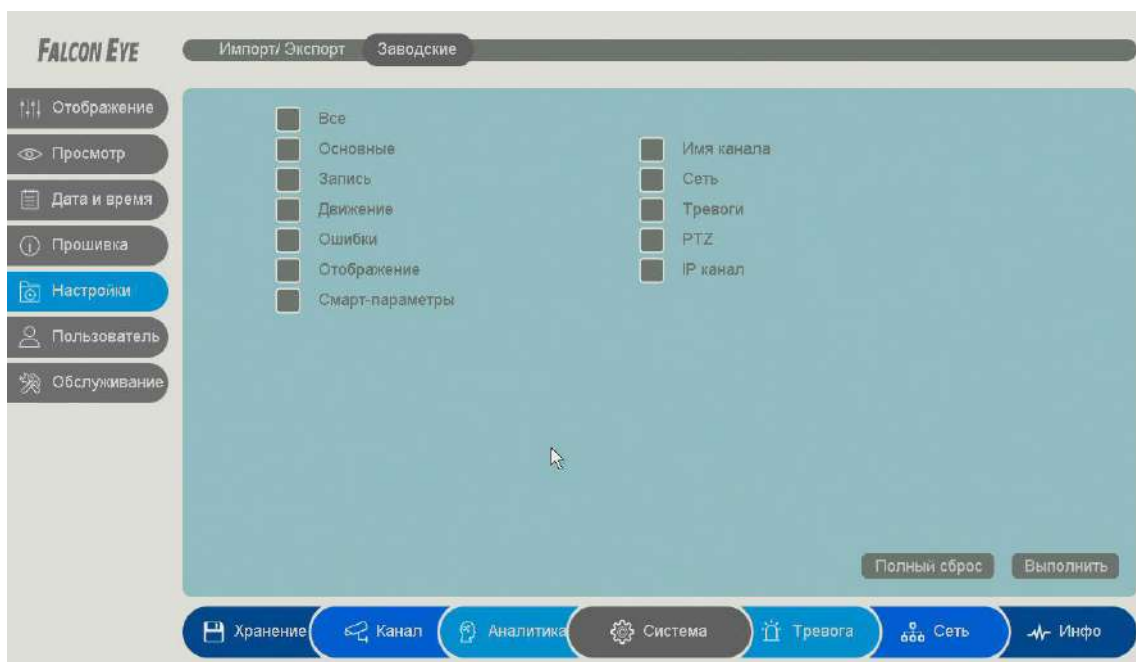 FALCON EYE
Импорт/ Экспорт Заводские
Отображение
Просмотр
Дата и время
Прошивка
Настройки
Пользователь
Обслуживание
Все
Основные Имя канала
Запись Сеть
Движение Тревоги
Ошибки PTZ
Отображение IP канал
Смарт-параметры
Полный сброс Выполнить
Хранение Канал Аналитика Система Тревога Сеть Инфо